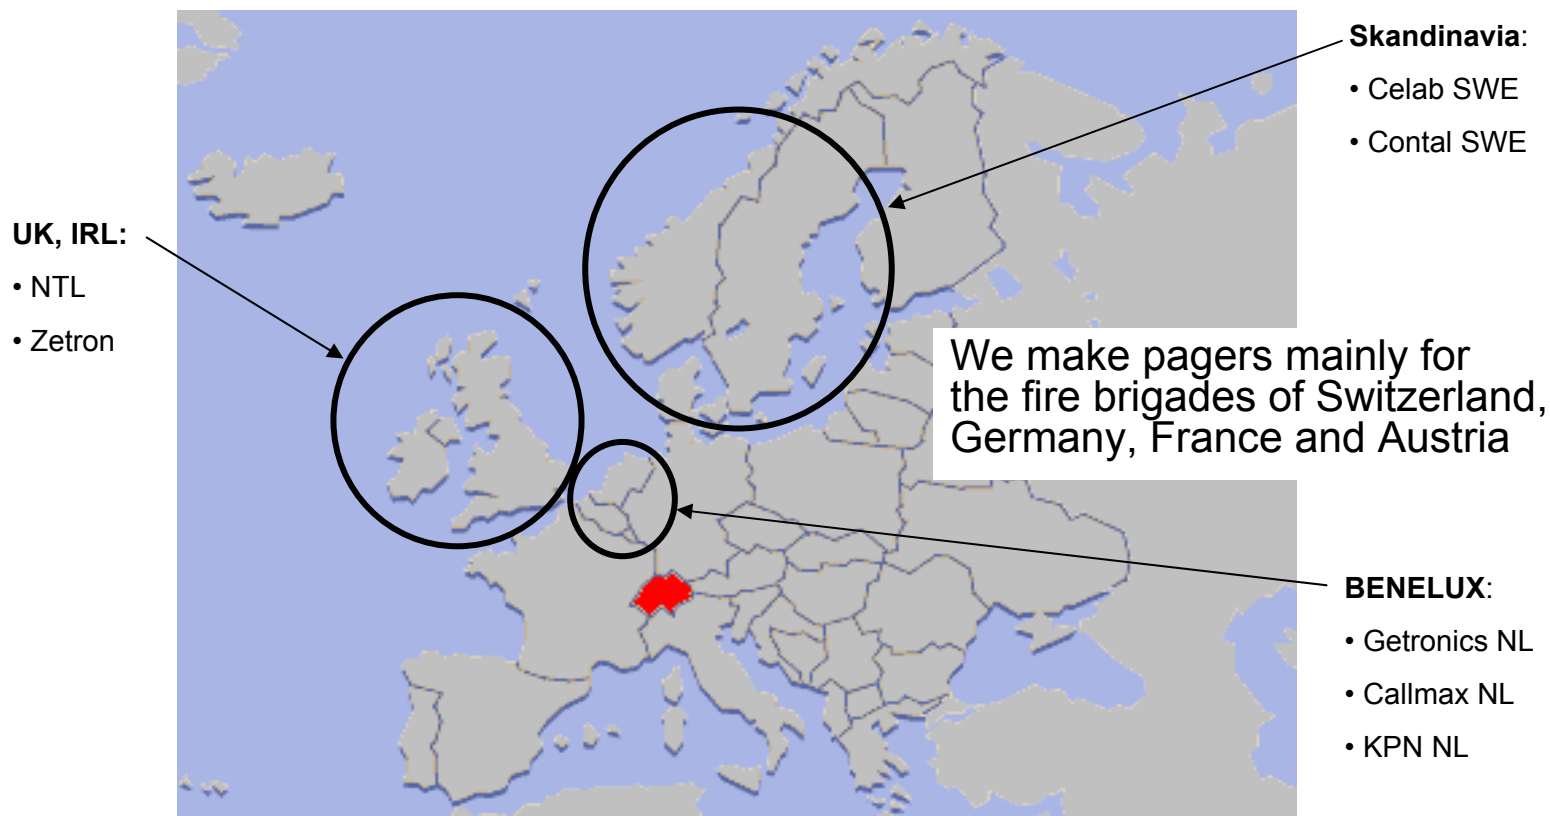 Skandinavia:
• Celab SWE
• Contal SWE
UK, IRL:
• NTL
• Zetron
We make pagers mainly for
the fire brigades of Switzerland,
Germany, France and Austria
BENELUX:
• Getronics NL
• Callmax NL
• KPN NL